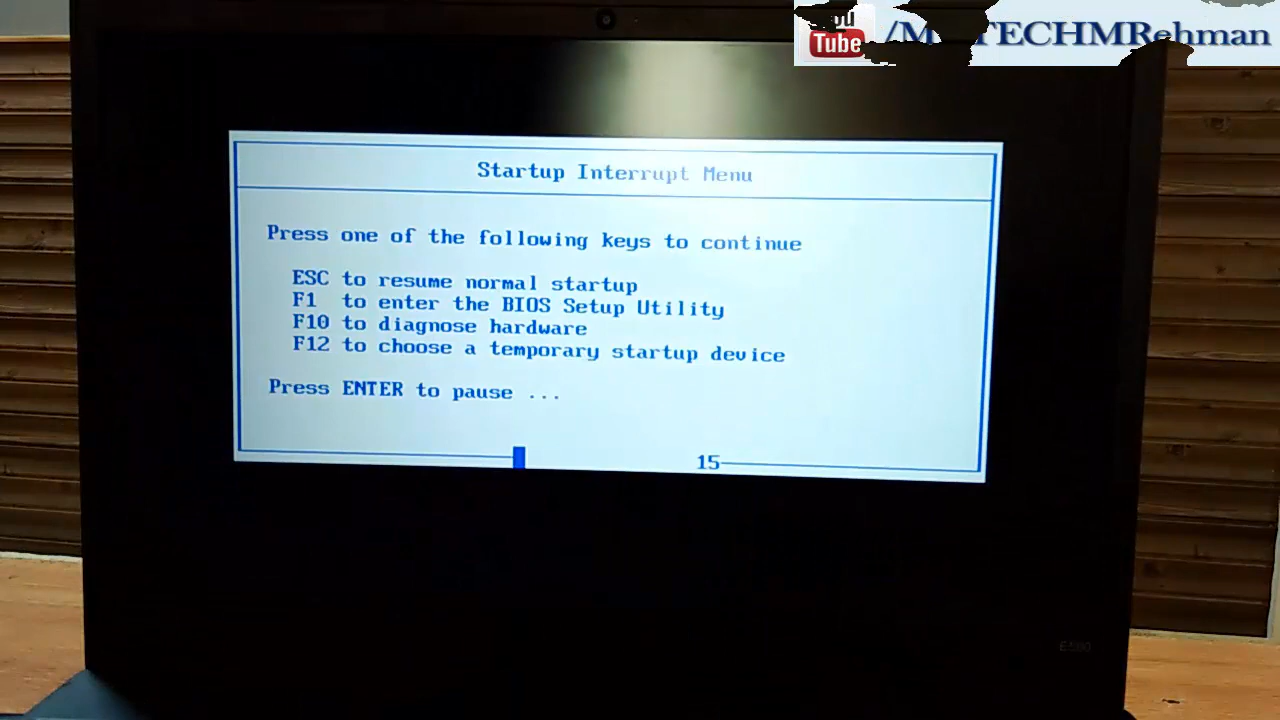 Tube
TECHMRehman
Startup Interrupt Menu
Press one of the following keys to continue
ESC to resume normal startup
F1 to enter the BIOS Setup Utility
F10 to diagnose hardware
F12 to choose a temporary startup device
Press ENTER to pause ...
15